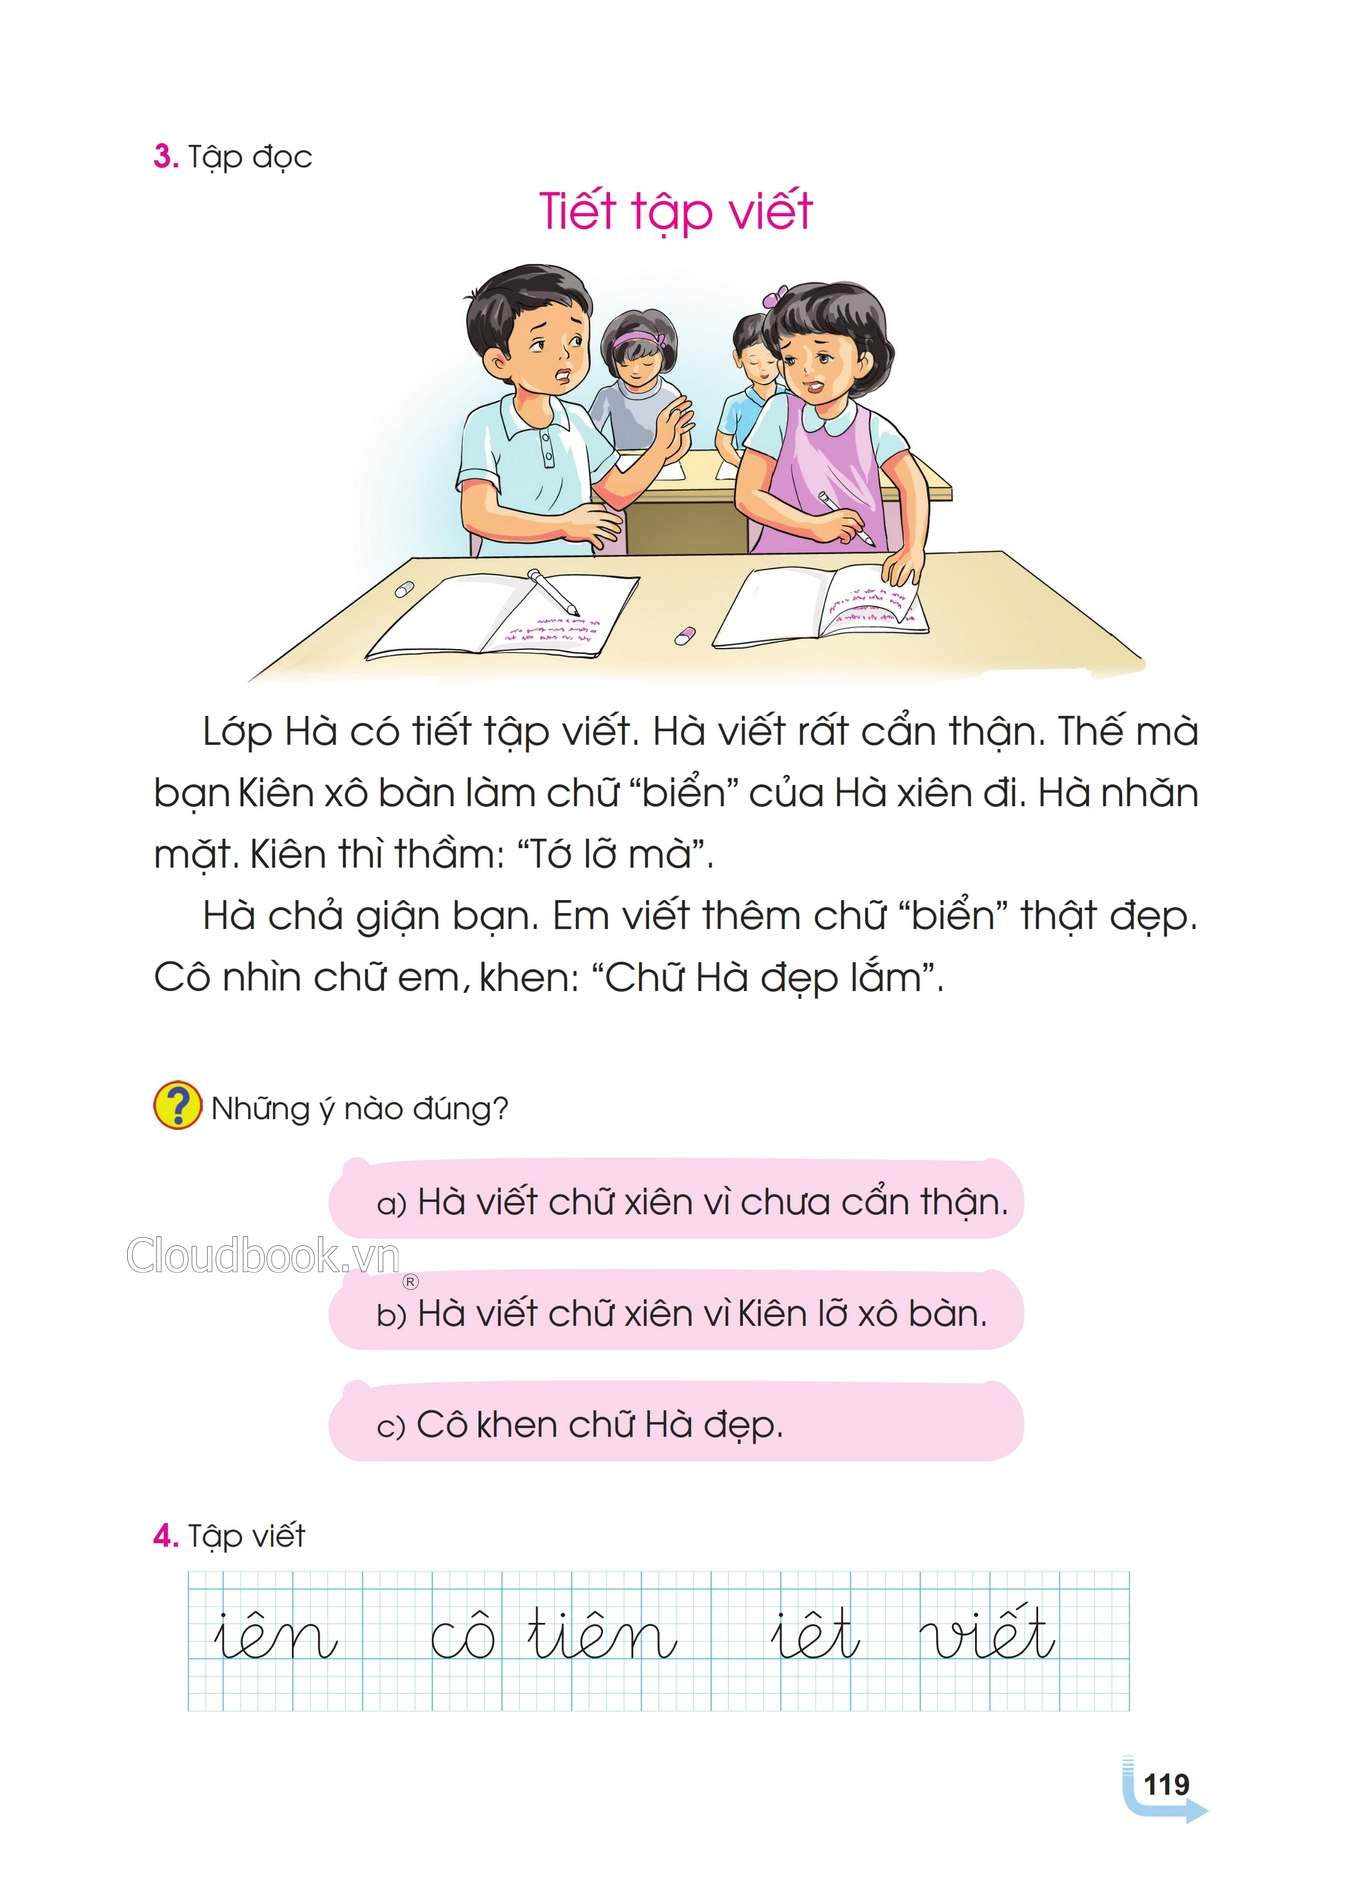 3. Tập đọc
Tiết tập viết
Lớp Hà có tiết tập viết. Hà viết rất cẩn thận. Thế mà
bạn Kiên xô bàn làm chữ “biển” của Hà xiên đi. Hà nhăn
mặt. Kiên thì thầm: “Tớ lỡ mà”.
Hà chả giận bạn. Em viết thêm chữ “biển” thật đẹp.
Cô nhìn chữ em, khen: “Chữ Hà đẹp lắm”.
? Những ý nào đúng?
a) Hà viết chữ xiên vì chưa cẩn thận.
Cloudbook.vn ®
b) Hà viết chữ xiên vì Kiên lỡ xô bàn.
c) Cô khen chữ Hà đẹp.
4. Tập viết
iên cô tiên iêt viết
119